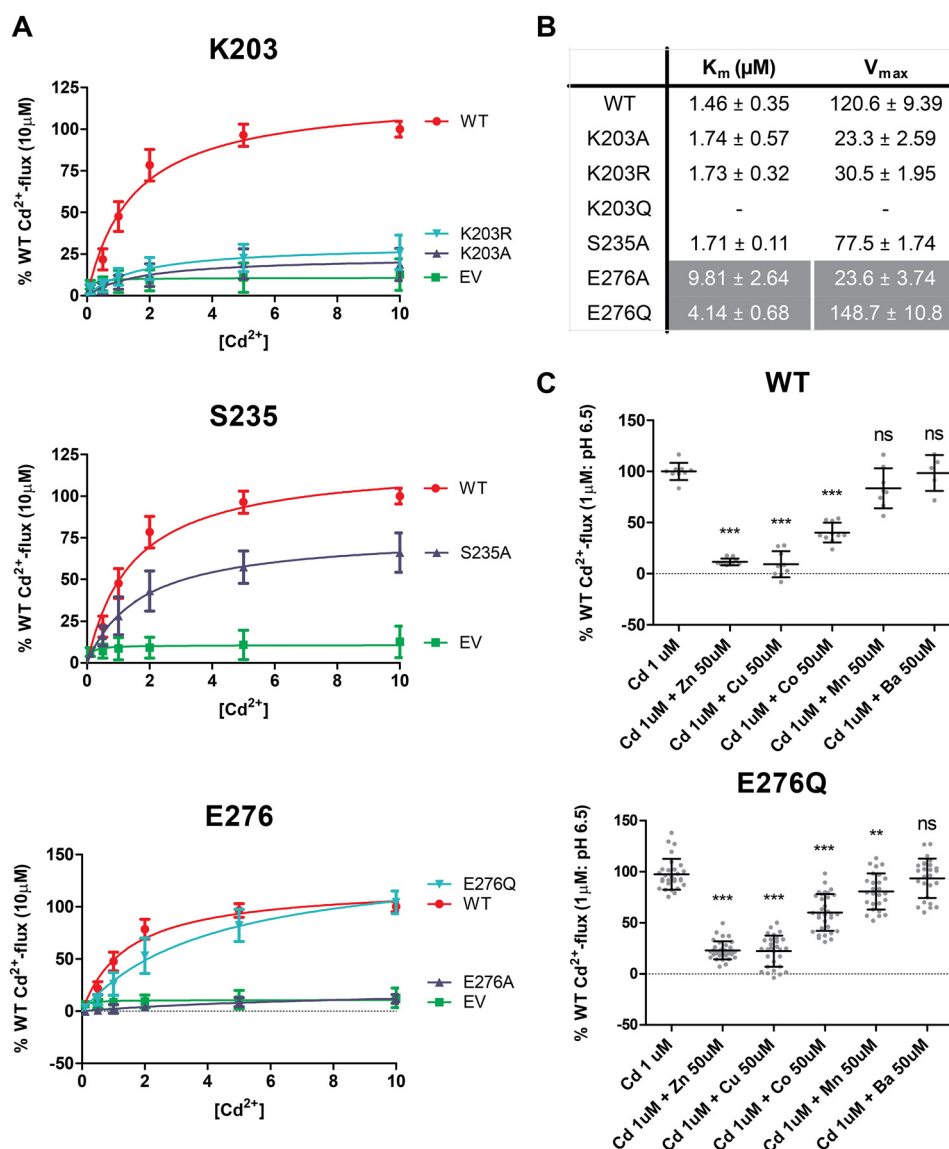 A
K203
% WT Cd²⁺-flux (10μM)
125
100
75
50
25
0
0 2 4 6 8 10
[Cd²⁺]
WT
K203R
K203A
EV
S235
% WT Cd²⁺-flux (10μM)
125
100
75
50
25
0
0 2 4 6 8 10
[Cd²⁺]
WT
S235A
EV
E276
% WT Cd²⁺-flux (10μM)
150
100
50
0
-50
0 2 4 6 8 10
[Cd²⁺]
E276Q
WT
E276A
EV
B
Kₘ (μM) Vₘₐₓ
WT 1.46 ± 0.35 120.6 ± 9.39
K203A 1.74 ± 0.57 23.3 ± 2.59
K203R 1.73 ± 0.32 30.5 ± 1.95
K203Q - -
S235A 1.71 ± 0.11 77.5 ± 1.74
E276A 9.81 ± 2.64 23.6 ± 3.74
E276Q 4.14 ± 0.68 148.7 ± 10.8
C
WT
% WT Cd²⁺-flux (1μM: pH 6.5)
150
100
50
0
-50
*** *** *** ns ns
Cd 1 uM
Cd 1uM + Zn 50uM
Cd 1uM + Cu 50uM
Cd 1uM + Co 50uM
Cd 1uM + Mn 50uM
Cd 1uM + Ba 50uM
E276Q
% WT Cd²⁺-flux (1μM: pH 6.5)
150
100
50
0
-50
*** *** *** ** ns
Cd 1 uM
Cd 1uM + Zn 50uM
Cd 1uM + Cu 50uM
Cd 1uM + Co 50uM
Cd 1uM + Mn 50uM
Cd 1uM + Ba 50uM